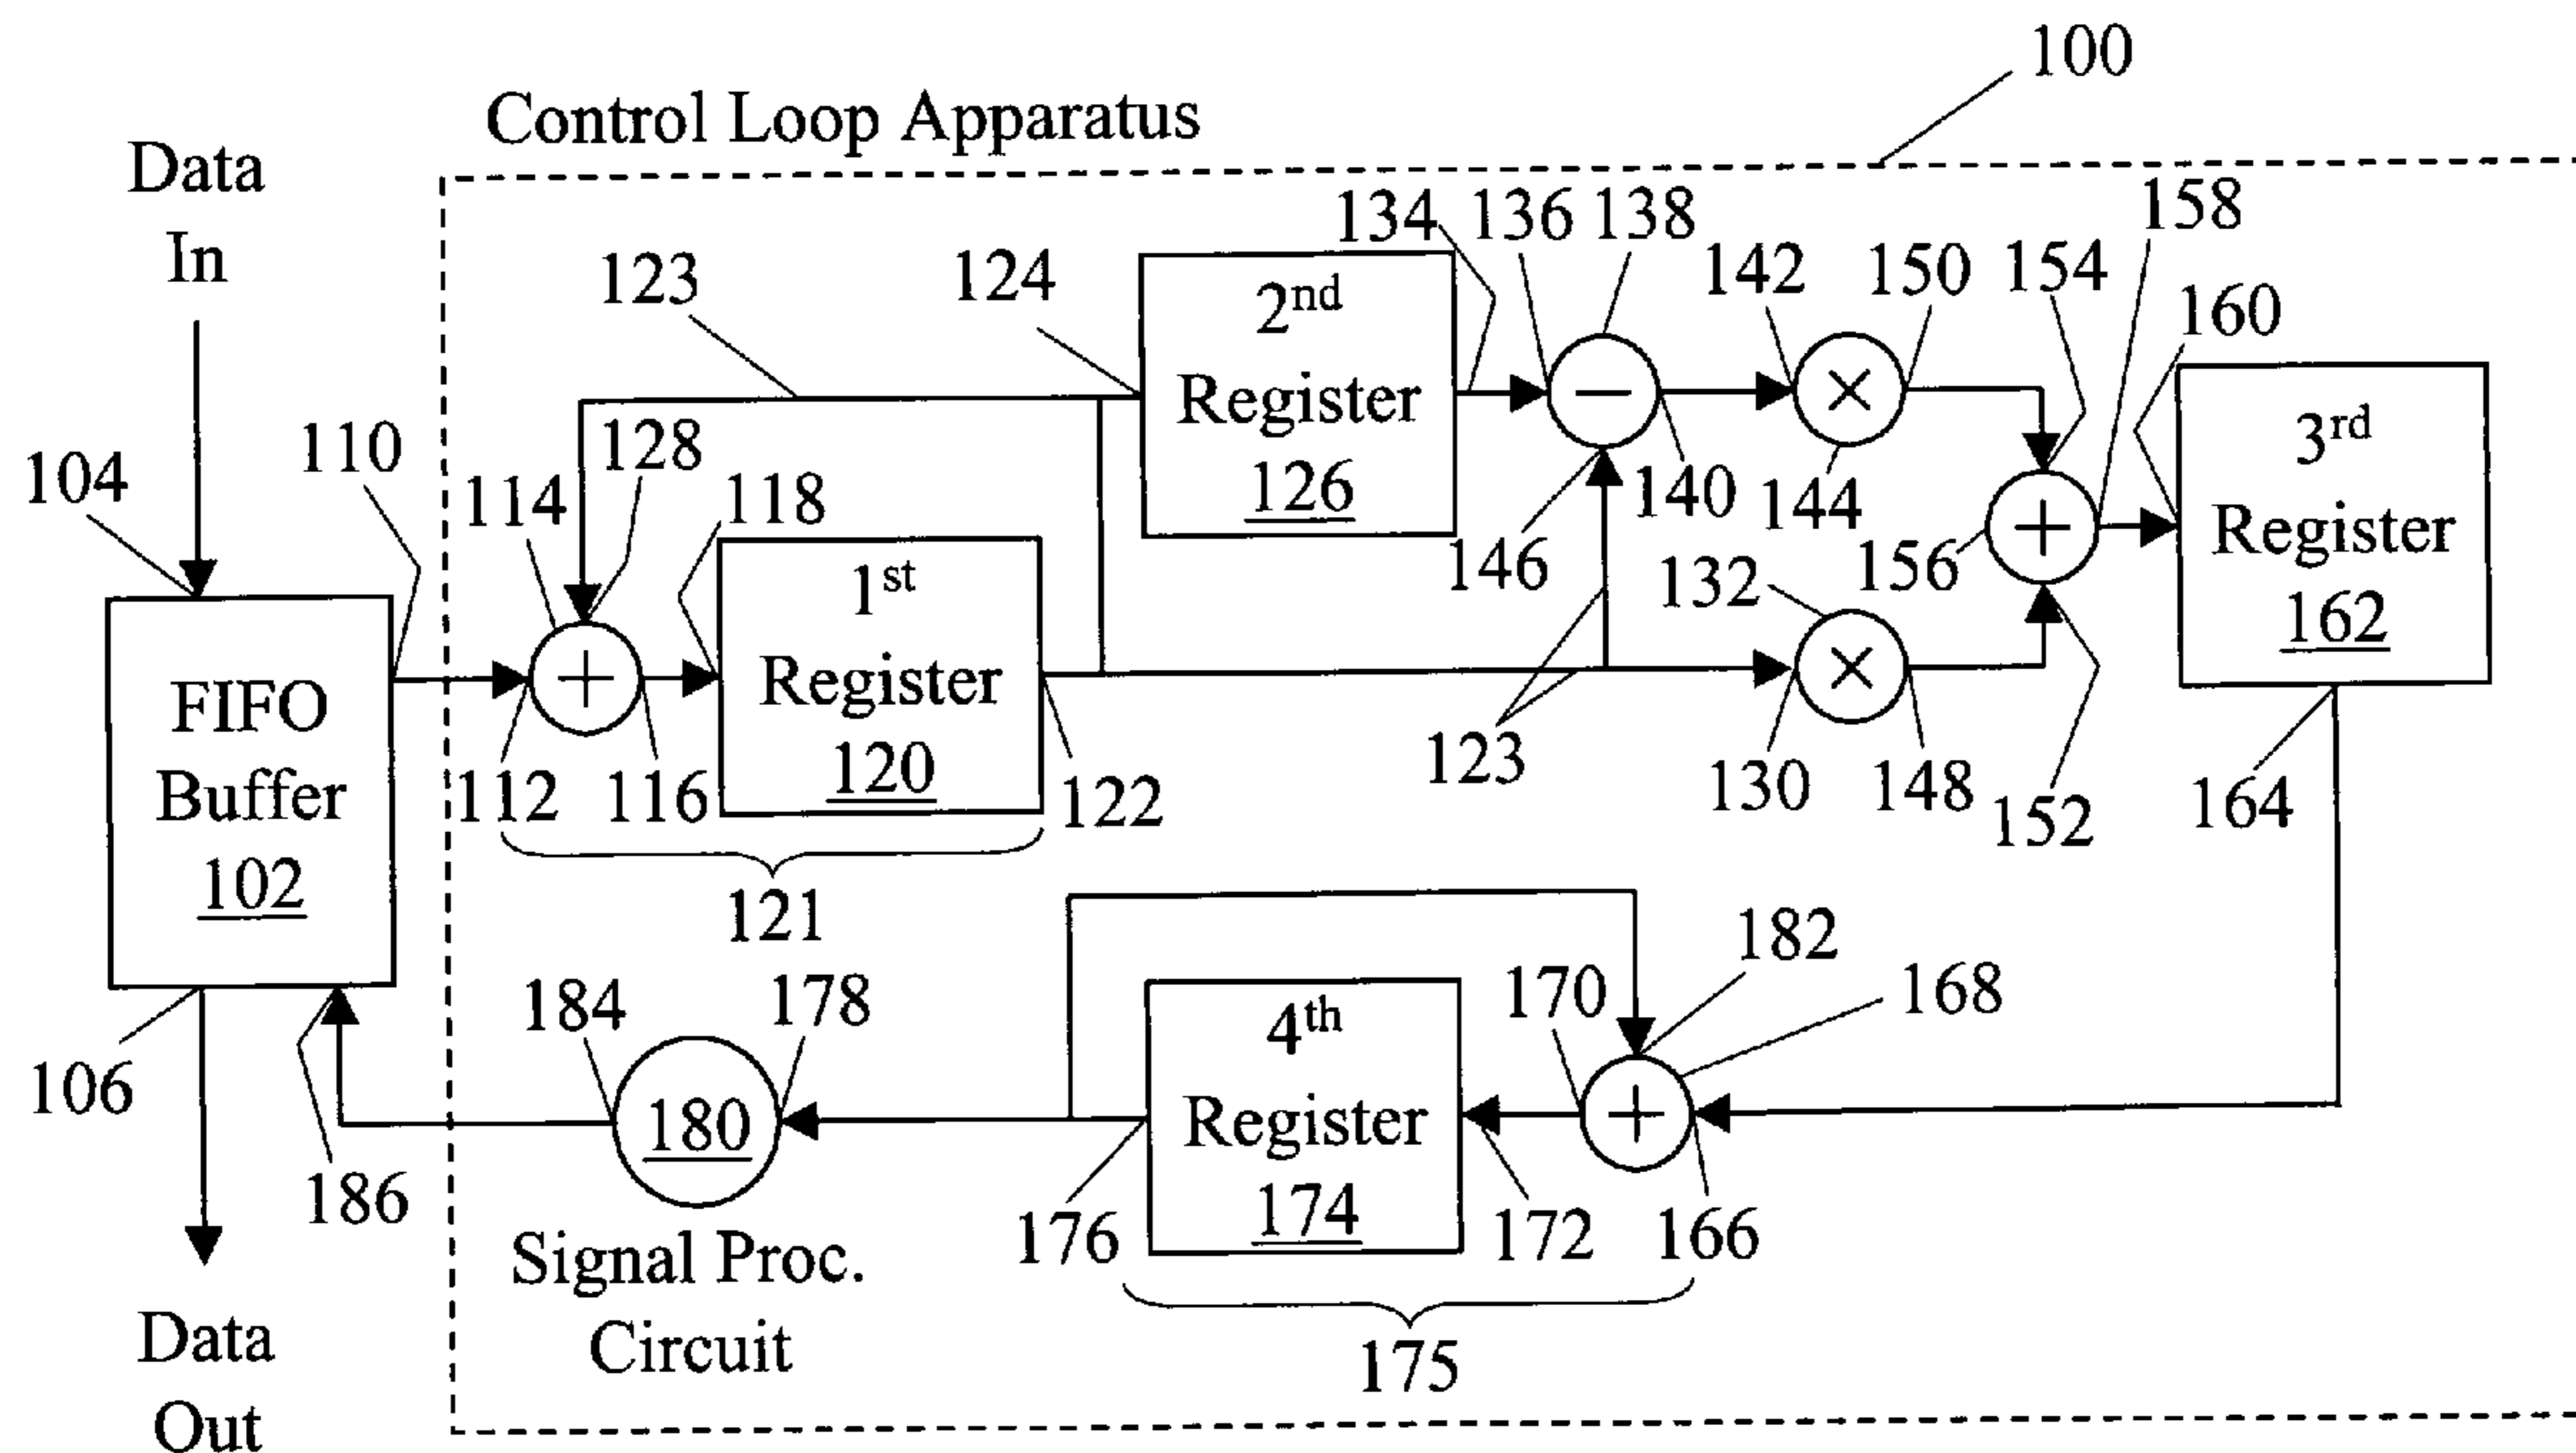 100
Control Loop Apparatus
Data
In
134 136 138 158
123 124 142 150 154 160
2nd
Register
126
3rd
Register
162
104 110 114 128 118
146 140 144 156
132
1st
Register
120
FIFO
Buffer
102
112 116 122 123 130 148 152 164
121
182
168
170
184 178
4th
Register
174
180
106
186
176 172 166
Signal Proc.
Circuit
175
Data
Out